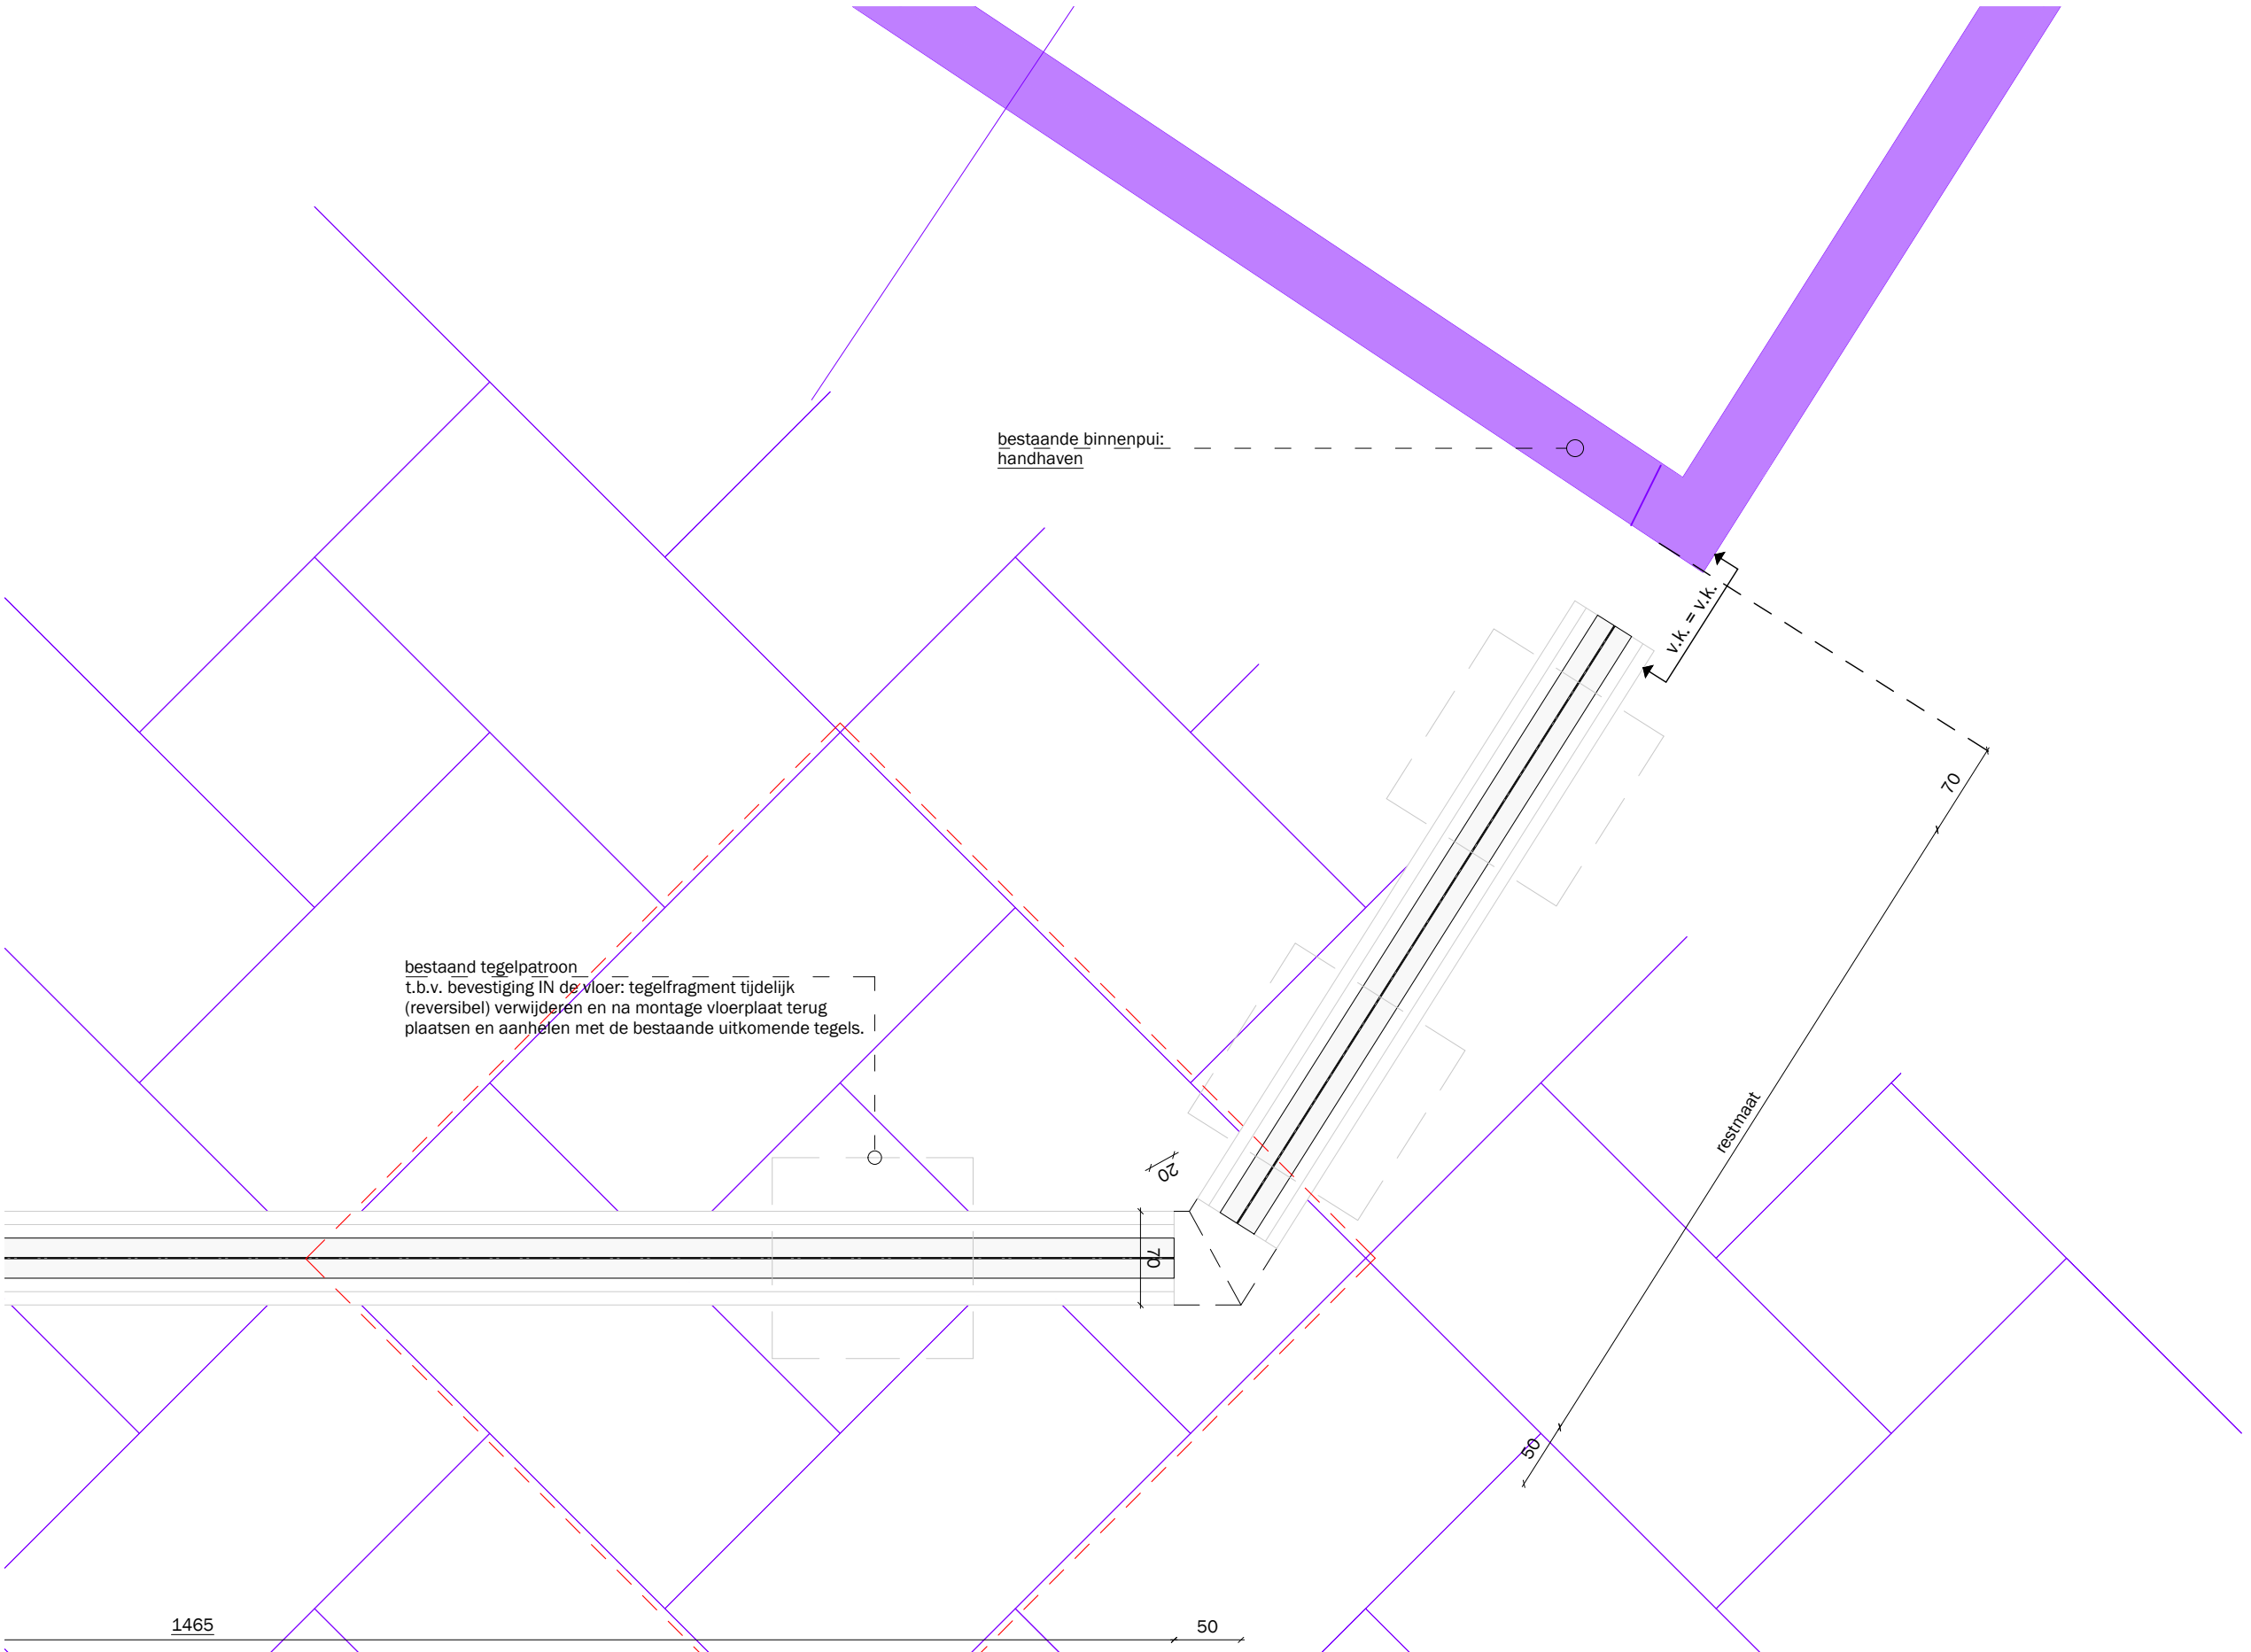 bestaande binnenpui:
handhaven
v.k. = v.k.
70
bestaand tegelpatroon
t.b.v. bevestiging IN de vloer: tegelfragment tijdelijk
(reversibel) verwijderen en na montage vloerplaat terug
plaatsen en aanhelen met de bestaande uitkomende tegels.
restmaat
20
70
50
1465
50